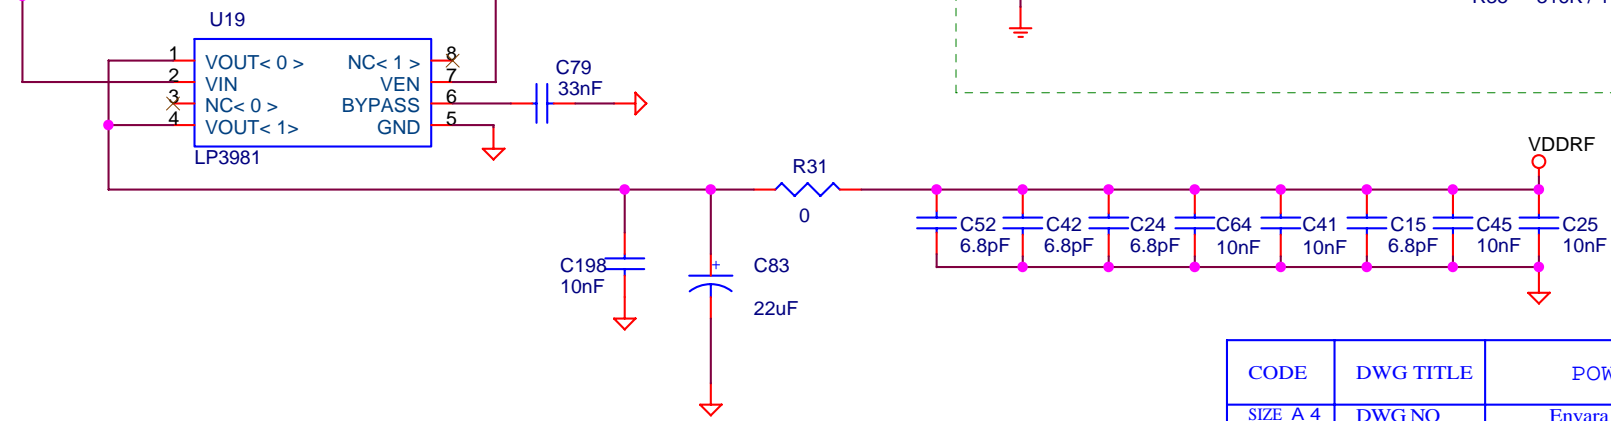 U19
1
VOUT< 0 >
NC< 1 >
8
2
VIN
VEN
7
3
NC< 0 >
BYPASS
6
4
VOUT< 1>
GND
5
LP3981
C79
33nF
R31
0
VDDRF
C198
10nF
+
C83
22uF
C52
6.8pF
C42
6.8pF
C24
6.8pF
C64
10nF
C41
10nF
C15
6.8pF
C45
10nF
C25
10nF
CODE
DWG TITLE
SIZE A 4
DWG NO